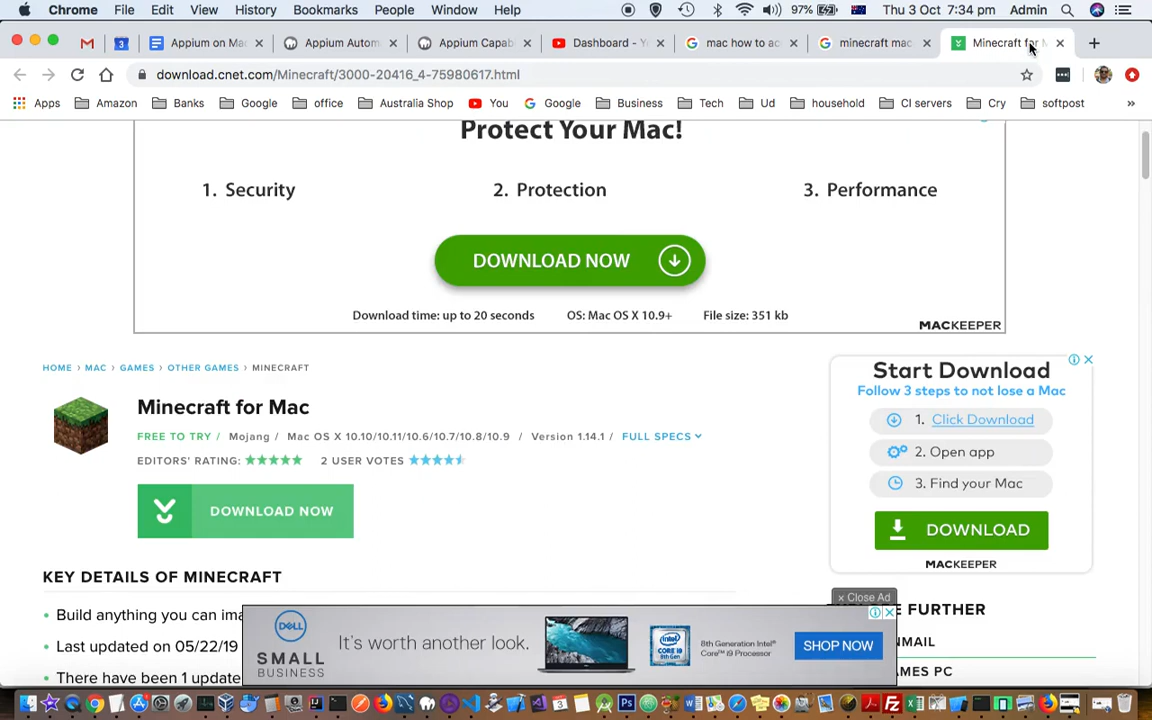 Chrome File Edit View History Bookmarks People Window Help 97% Thu 3 Oct 7:34 pm Admin
Appium on Mac Appium Autom Appium Capab Dashboard - Y mac how to ac minecraft mac Minecraft for M
download.cnet.com/Minecraft/3000-20416_4-75980617.html
Apps Amazon Banks Google office Australia Shop You Google Business Tech Ud household CI servers Cry softpost »
Protect Your Mac!
1. Security 2. Protection 3. Performance
DOWNLOAD NOW
Download time: up to 20 seconds OS: Mac OS X 10.9+ File size: 351 kb
MACKEEPER
HOME › MAC › GAMES › OTHER GAMES › MINECRAFT
Minecraft for Mac
FREE TO TRY / Mojang / Mac OS X 10.10/10.11/10.6/10.7/10.8/10.9 / Version 1.14.1 / FULL SPECS
EDITORS' RATING: ★★★★★ 2 USER VOTES
DOWNLOAD NOW
Start Download
Follow 3 steps to not lose a Mac
1. Click Download
2. Open app
3. Find your Mac
DOWNLOAD
MACKEEPER
KEY DETAILS OF MINECRAFT
• Build anything you can ima
• Last updated on 05/22/19
• There have been 1 update
× Close Ad
DELL
SMALL
BUSINESS
It's worth another look.
8th Generation Intel®
Core™ i9 Processor
SHOP NOW
E FURTHER
NMAIL
AMES PC